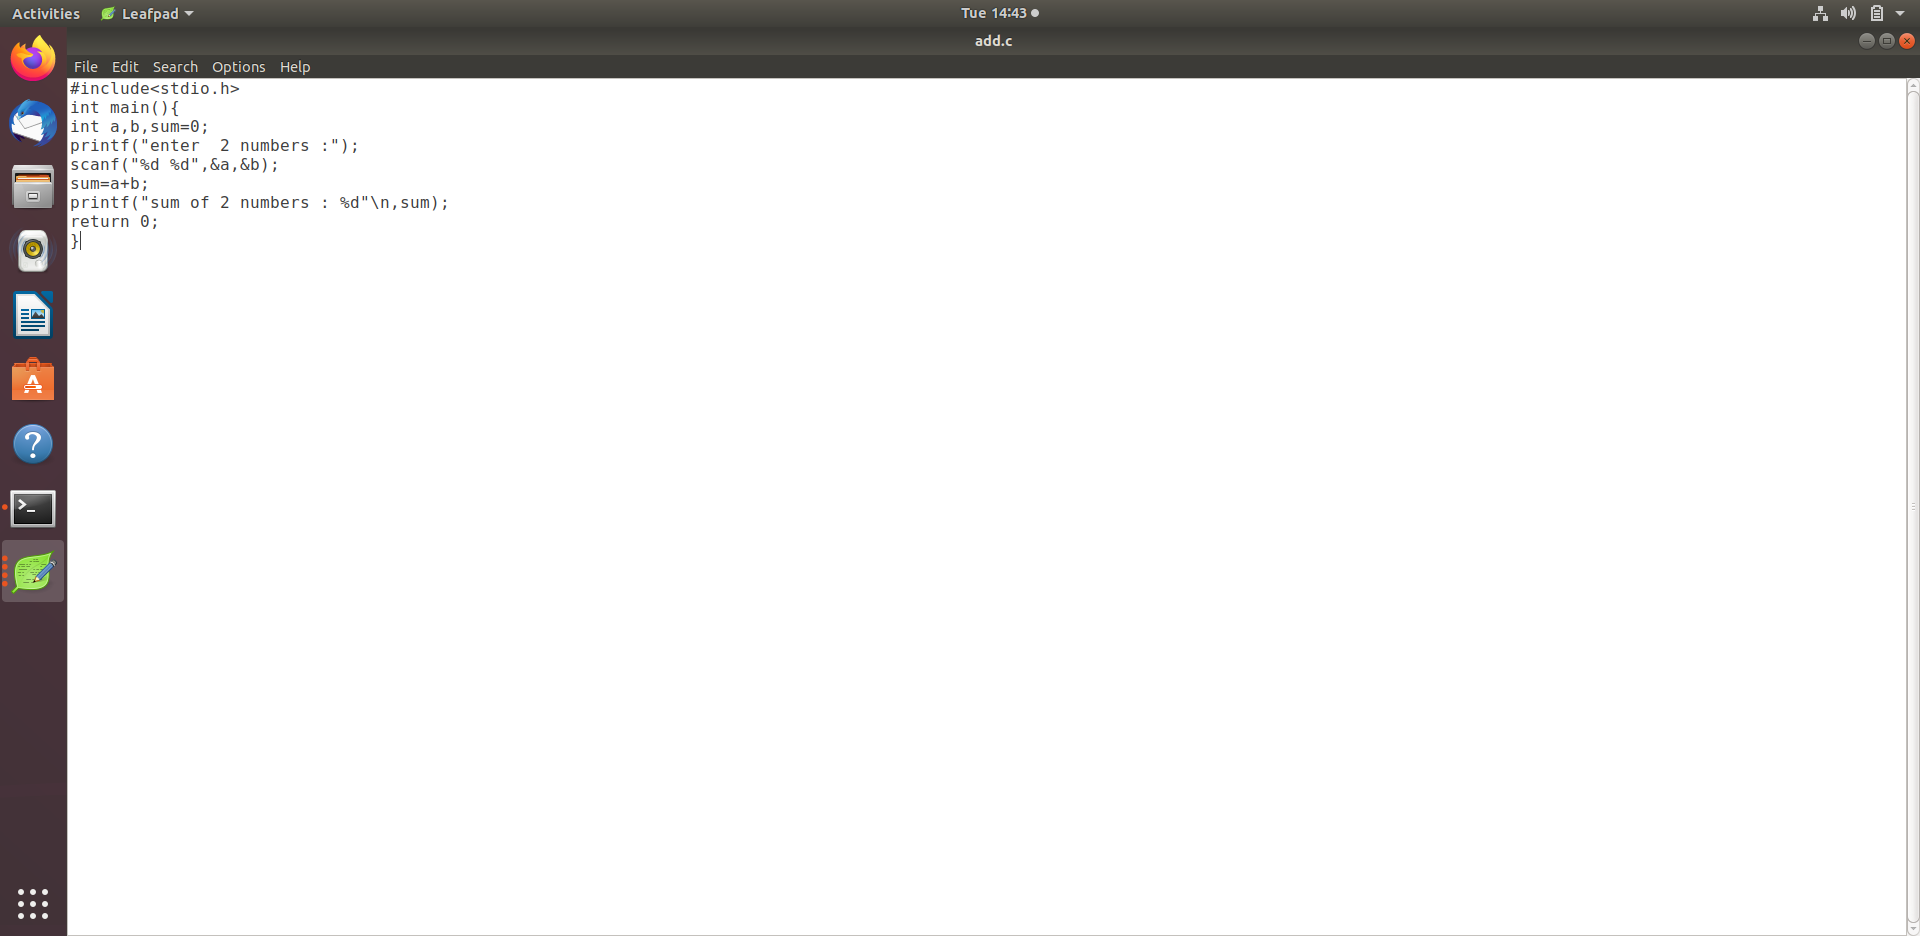 Activities Leafpad Tue 14:43
add.c
File Edit Search Options Help
#include<stdio.h>
int main(){
int a,b,sum=0;
printf("enter  2 numbers :");
scanf("%d %d",&a,&b);
sum=a+b;
printf("sum of 2 numbers : %d"\n,sum);
return 0;
}